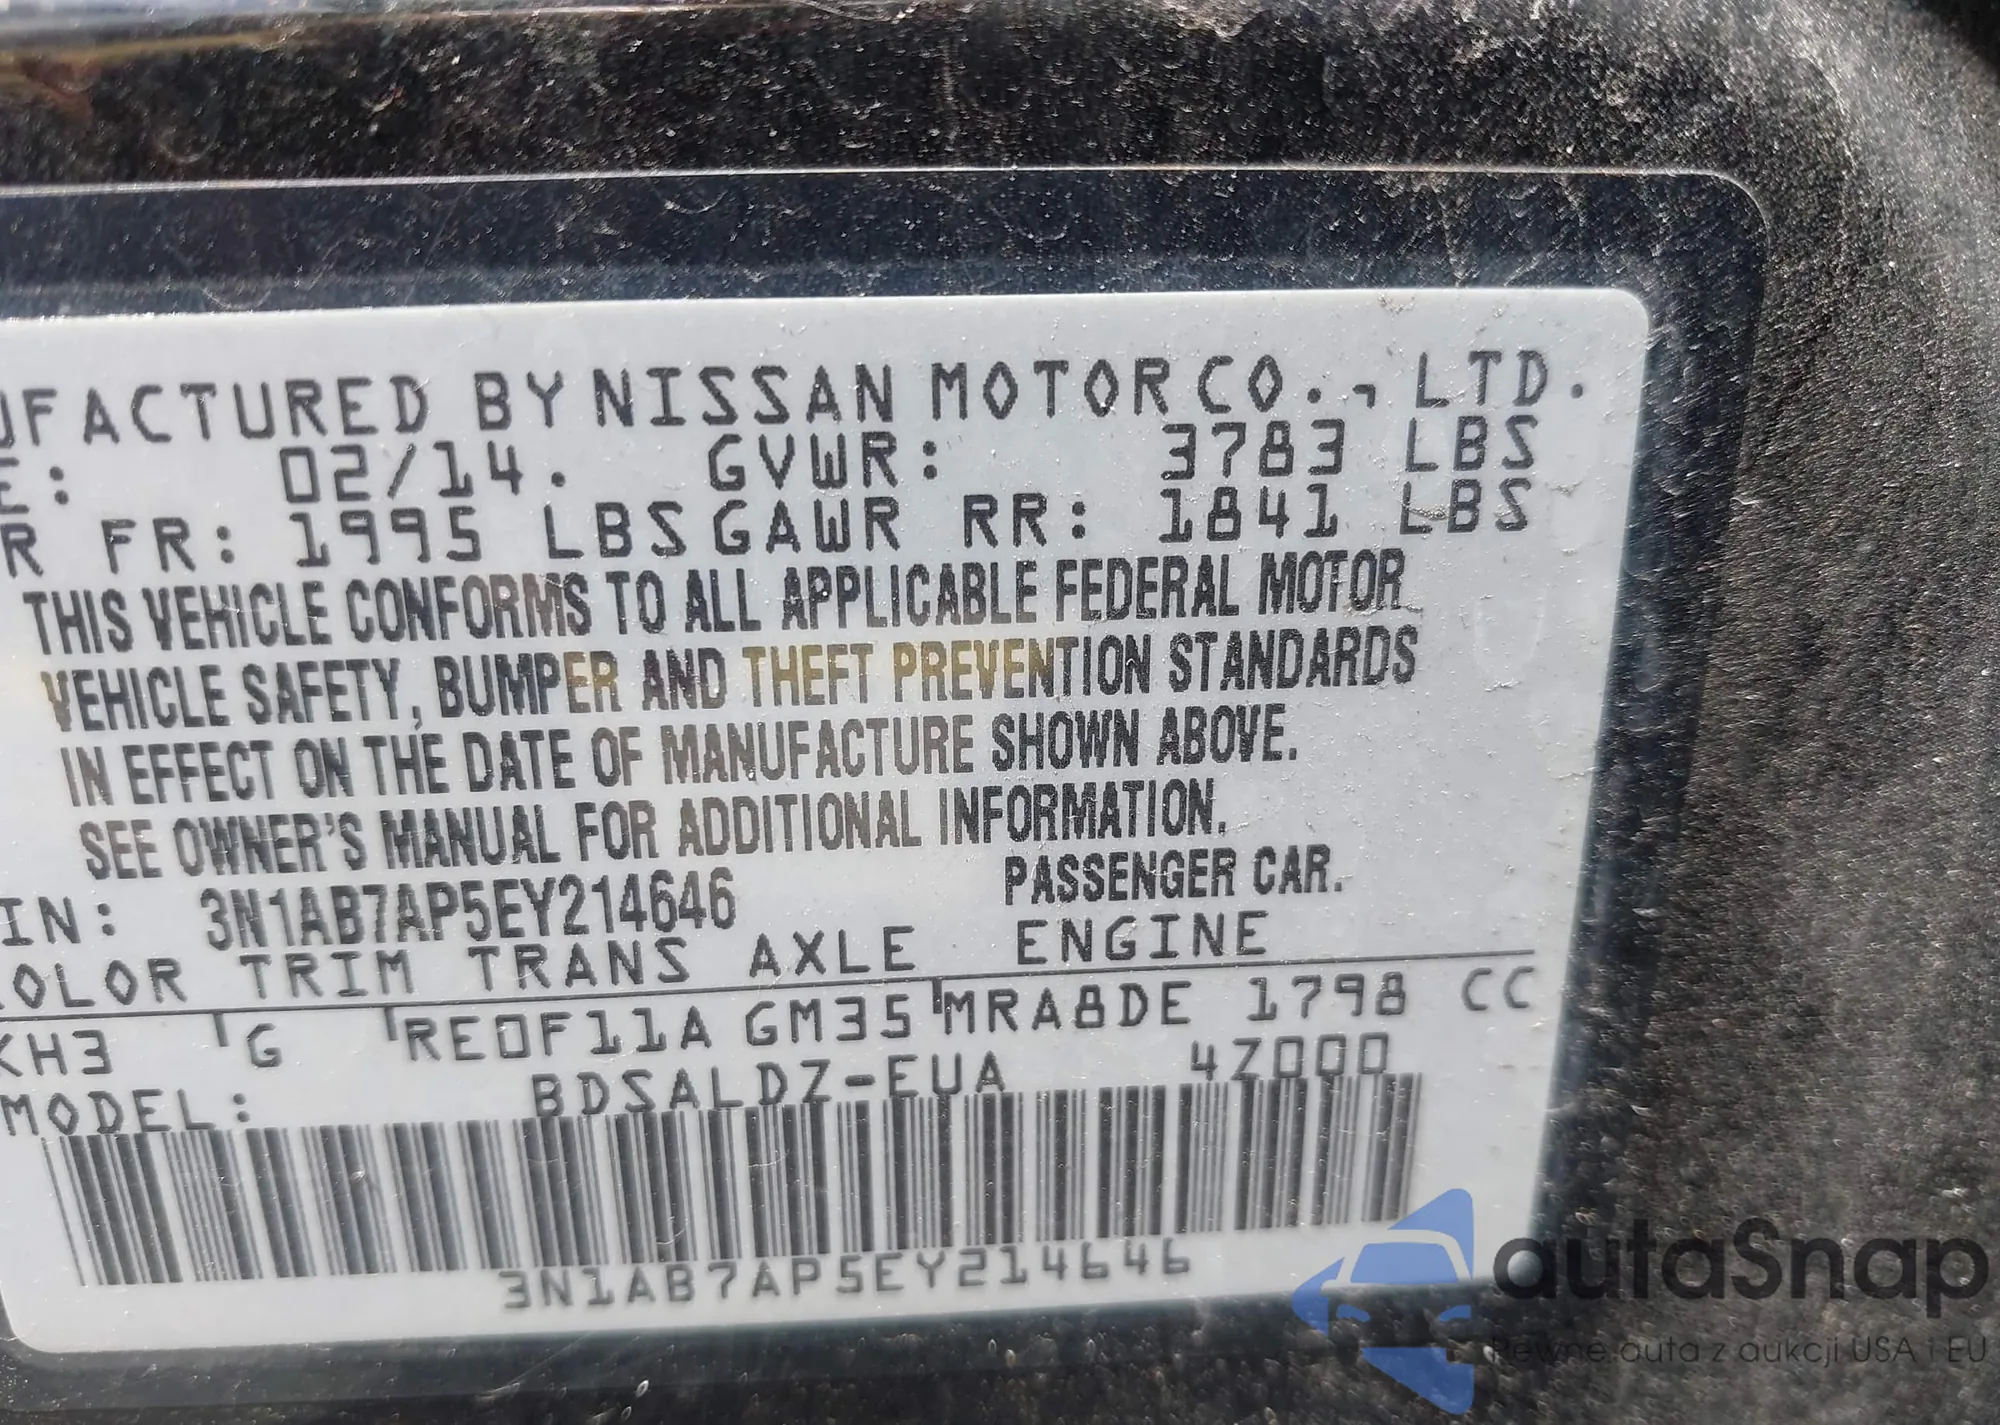 UFACTURED BY NISSAN MOTOR CO., LTD.
E: 02/14. GVWR: 3783 LBS
R FR: 1995 LBS GAWR RR: 1841 LBS
THIS VEHICLE CONFORMS TO ALL APPLICABLE FEDERAL MOTOR
VEHICLE SAFETY, BUMPER AND THEFT PREVENTION STANDARDS
IN EFFECT ON THE DATE OF MANUFACTURE SHOWN ABOVE.
SEE OWNER'S MANUAL FOR ADDITIONAL INFORMATION.
IN: 3N1AB7AP5EY214646 PASSENGER CAR.
OLOR TRIM TRANS AXLE ENGINE
KH3 G RE0F11A GM35 MRA8DE 1798 CC
MODEL: BDSALDZ-EUA 4Z000
3N1AB7AP5EY214646
autaSnap
Pewne auta z aukcji USA i EU